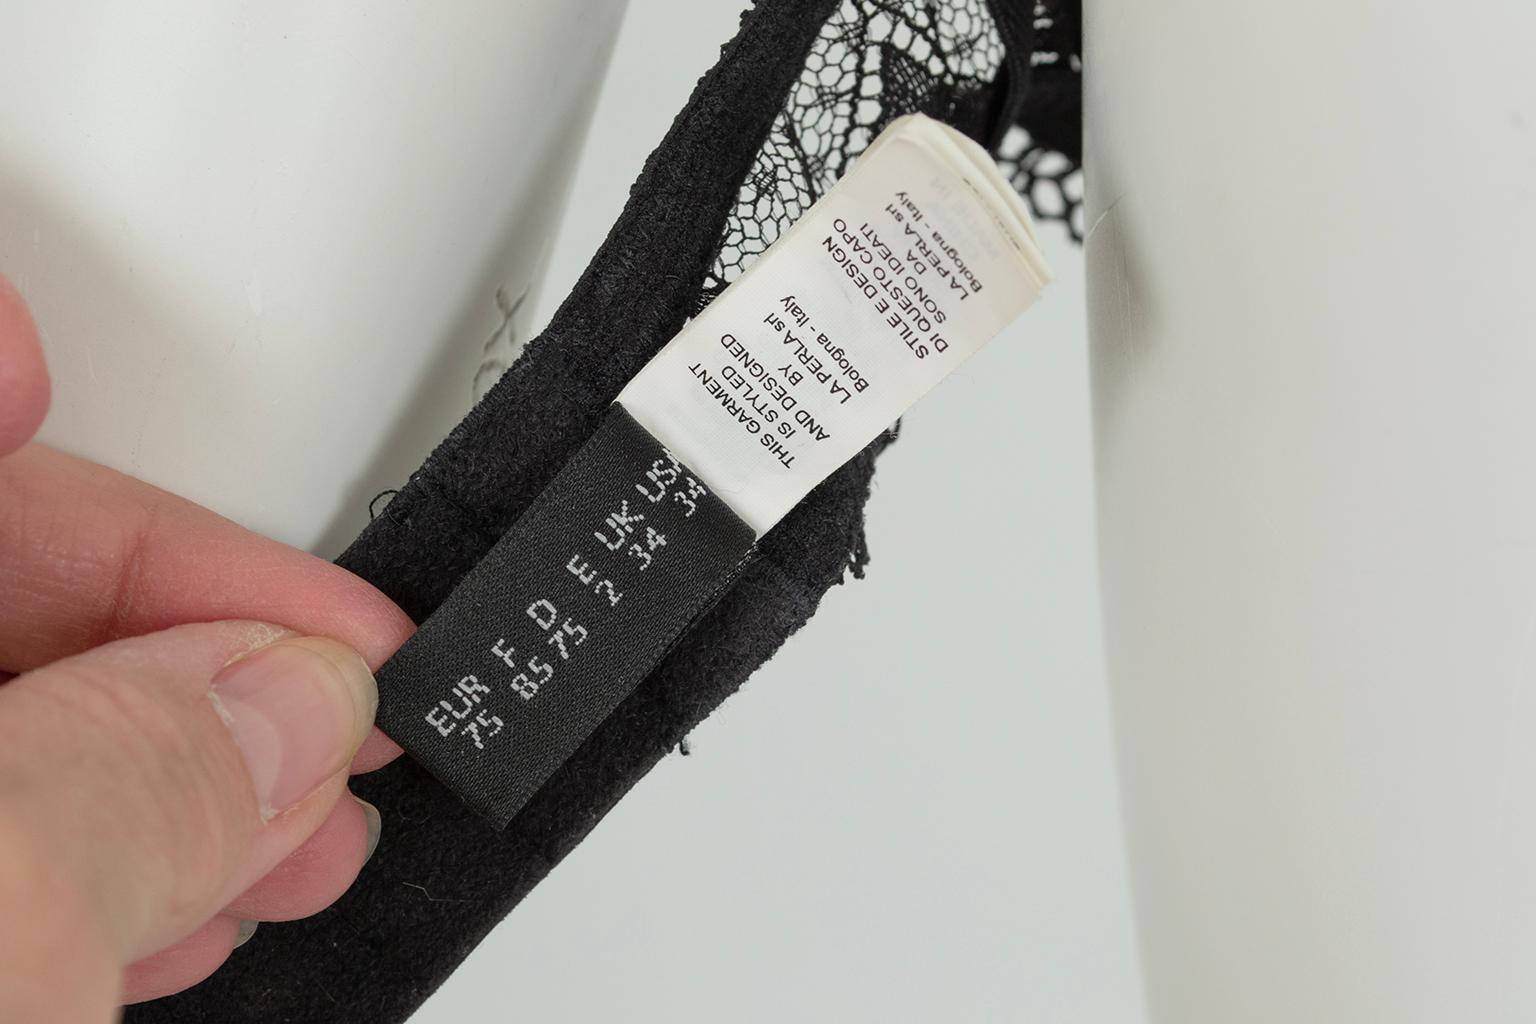 EUR F D E UK USA
75 85 75 2 34 34
THIS GARMENT
IS STYLED
AND DESIGNED
BY
LA PERLA srl
Bologna - Italy
STILE E DESIGN
DI QUESTO CAPO
SONO IDEATI
DA
LA PERLA srl
Bologna - Italy